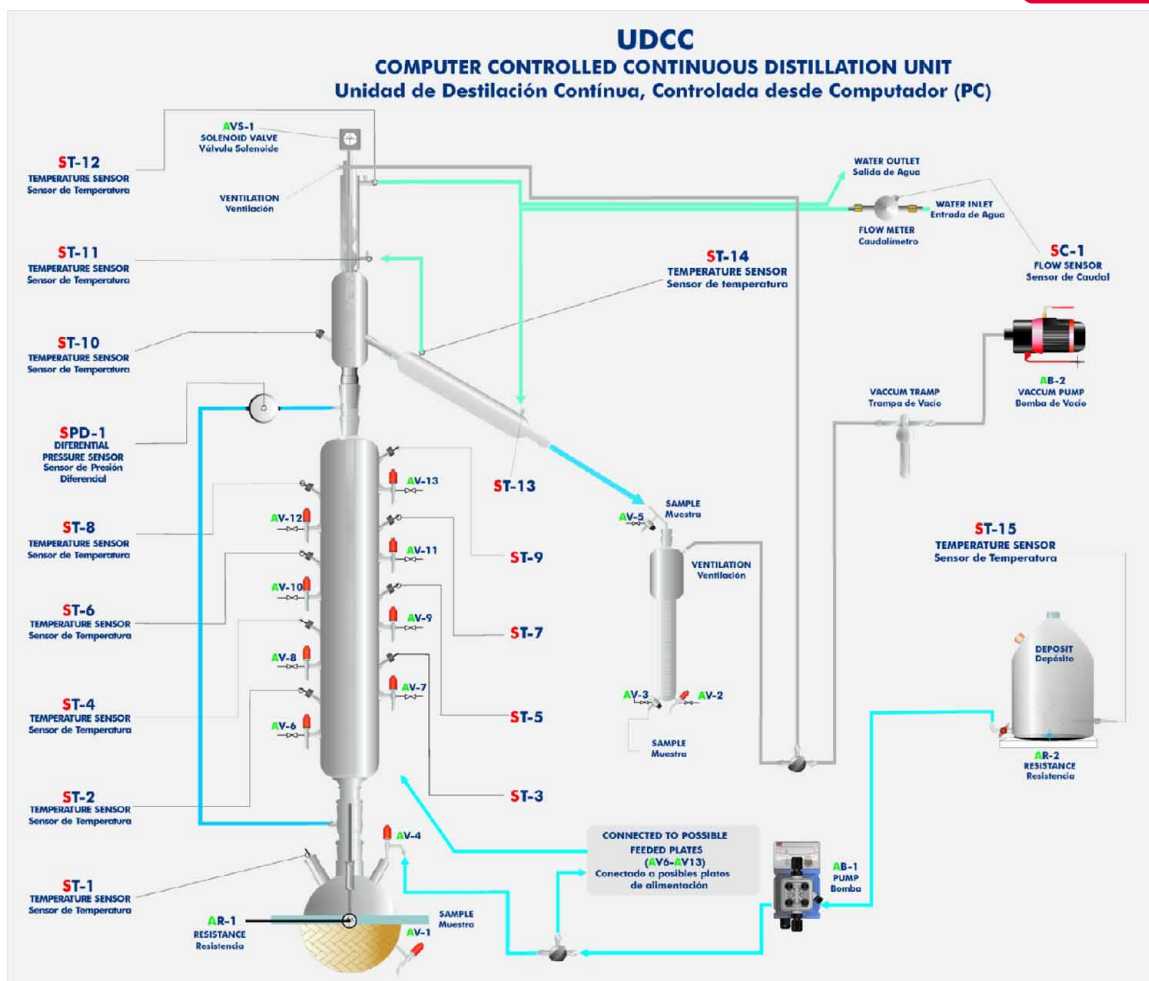 UDCC
COMPUTER CONTROLLED CONTINUOUS DISTILLATION UNIT
Unidad de Destilación Contínua, Controlada desde Computador (PC)
AVS-1
SOLENOID VALVE
Válvula Solenoide
ST-12
TEMPERATURE SENSOR
Sensor de Temperatura
VENTILATION
Ventilación
WATER OUTLET
Salida de Agua
WATER INLET
Entrada de Agua
FLOW METER
Caudalímetro
ST-11
TEMPERATURE SENSOR
Sensor de Temperatura
ST-14
TEMPERATURE SENSOR
Sensor de temperatura
SC-1
FLOW SENSOR
Sensor de Caudal
ST-10
TEMPERATURE SENSOR
Sensor de Temperatura
AB-2
VACCUM PUMP
Bomba de Vacío
VACCUM TRAMP
Trampa de Vacío
SPD-1
DIFERENTIAL
PRESSURE SENSOR
Sensor de Presión
Diferencial
ST-13
AV-13
SAMPLE
Muestra
AV-5
ST-8
TEMPERATURE SENSOR
Sensor de Temperatura
AV-12
AV-11
ST-9
VENTILATION
Ventilación
ST-15
TEMPERATURE SENSOR
Sensor de Temperatura
AV-10
ST-6
TEMPERATURE SENSOR
Sensor de Temperatura
AV-9
ST-7
DEPOSIT
Depósito
AV-8
AV-7
AV-3
AV-2
ST-4
TEMPERATURE SENSOR
Sensor de Temperatura
AV-6
ST-5
SAMPLE
Muestra
AR-2
RESISTANCE
Resistencia
ST-2
TEMPERATURE SENSOR
Sensor de Temperatura
ST-3
AV-4
CONNECTED TO POSSIBLE
FEEDED PLATES
(AV6-AV13)
Conectado a posibles platos
de alimentación
AB-1
PUMP
Bomba
ST-1
TEMPERATURE SENSOR
Sensor de Temperatura
AR-1
RESISTANCE
Resistencia
SAMPLE
Muestra
AV-1